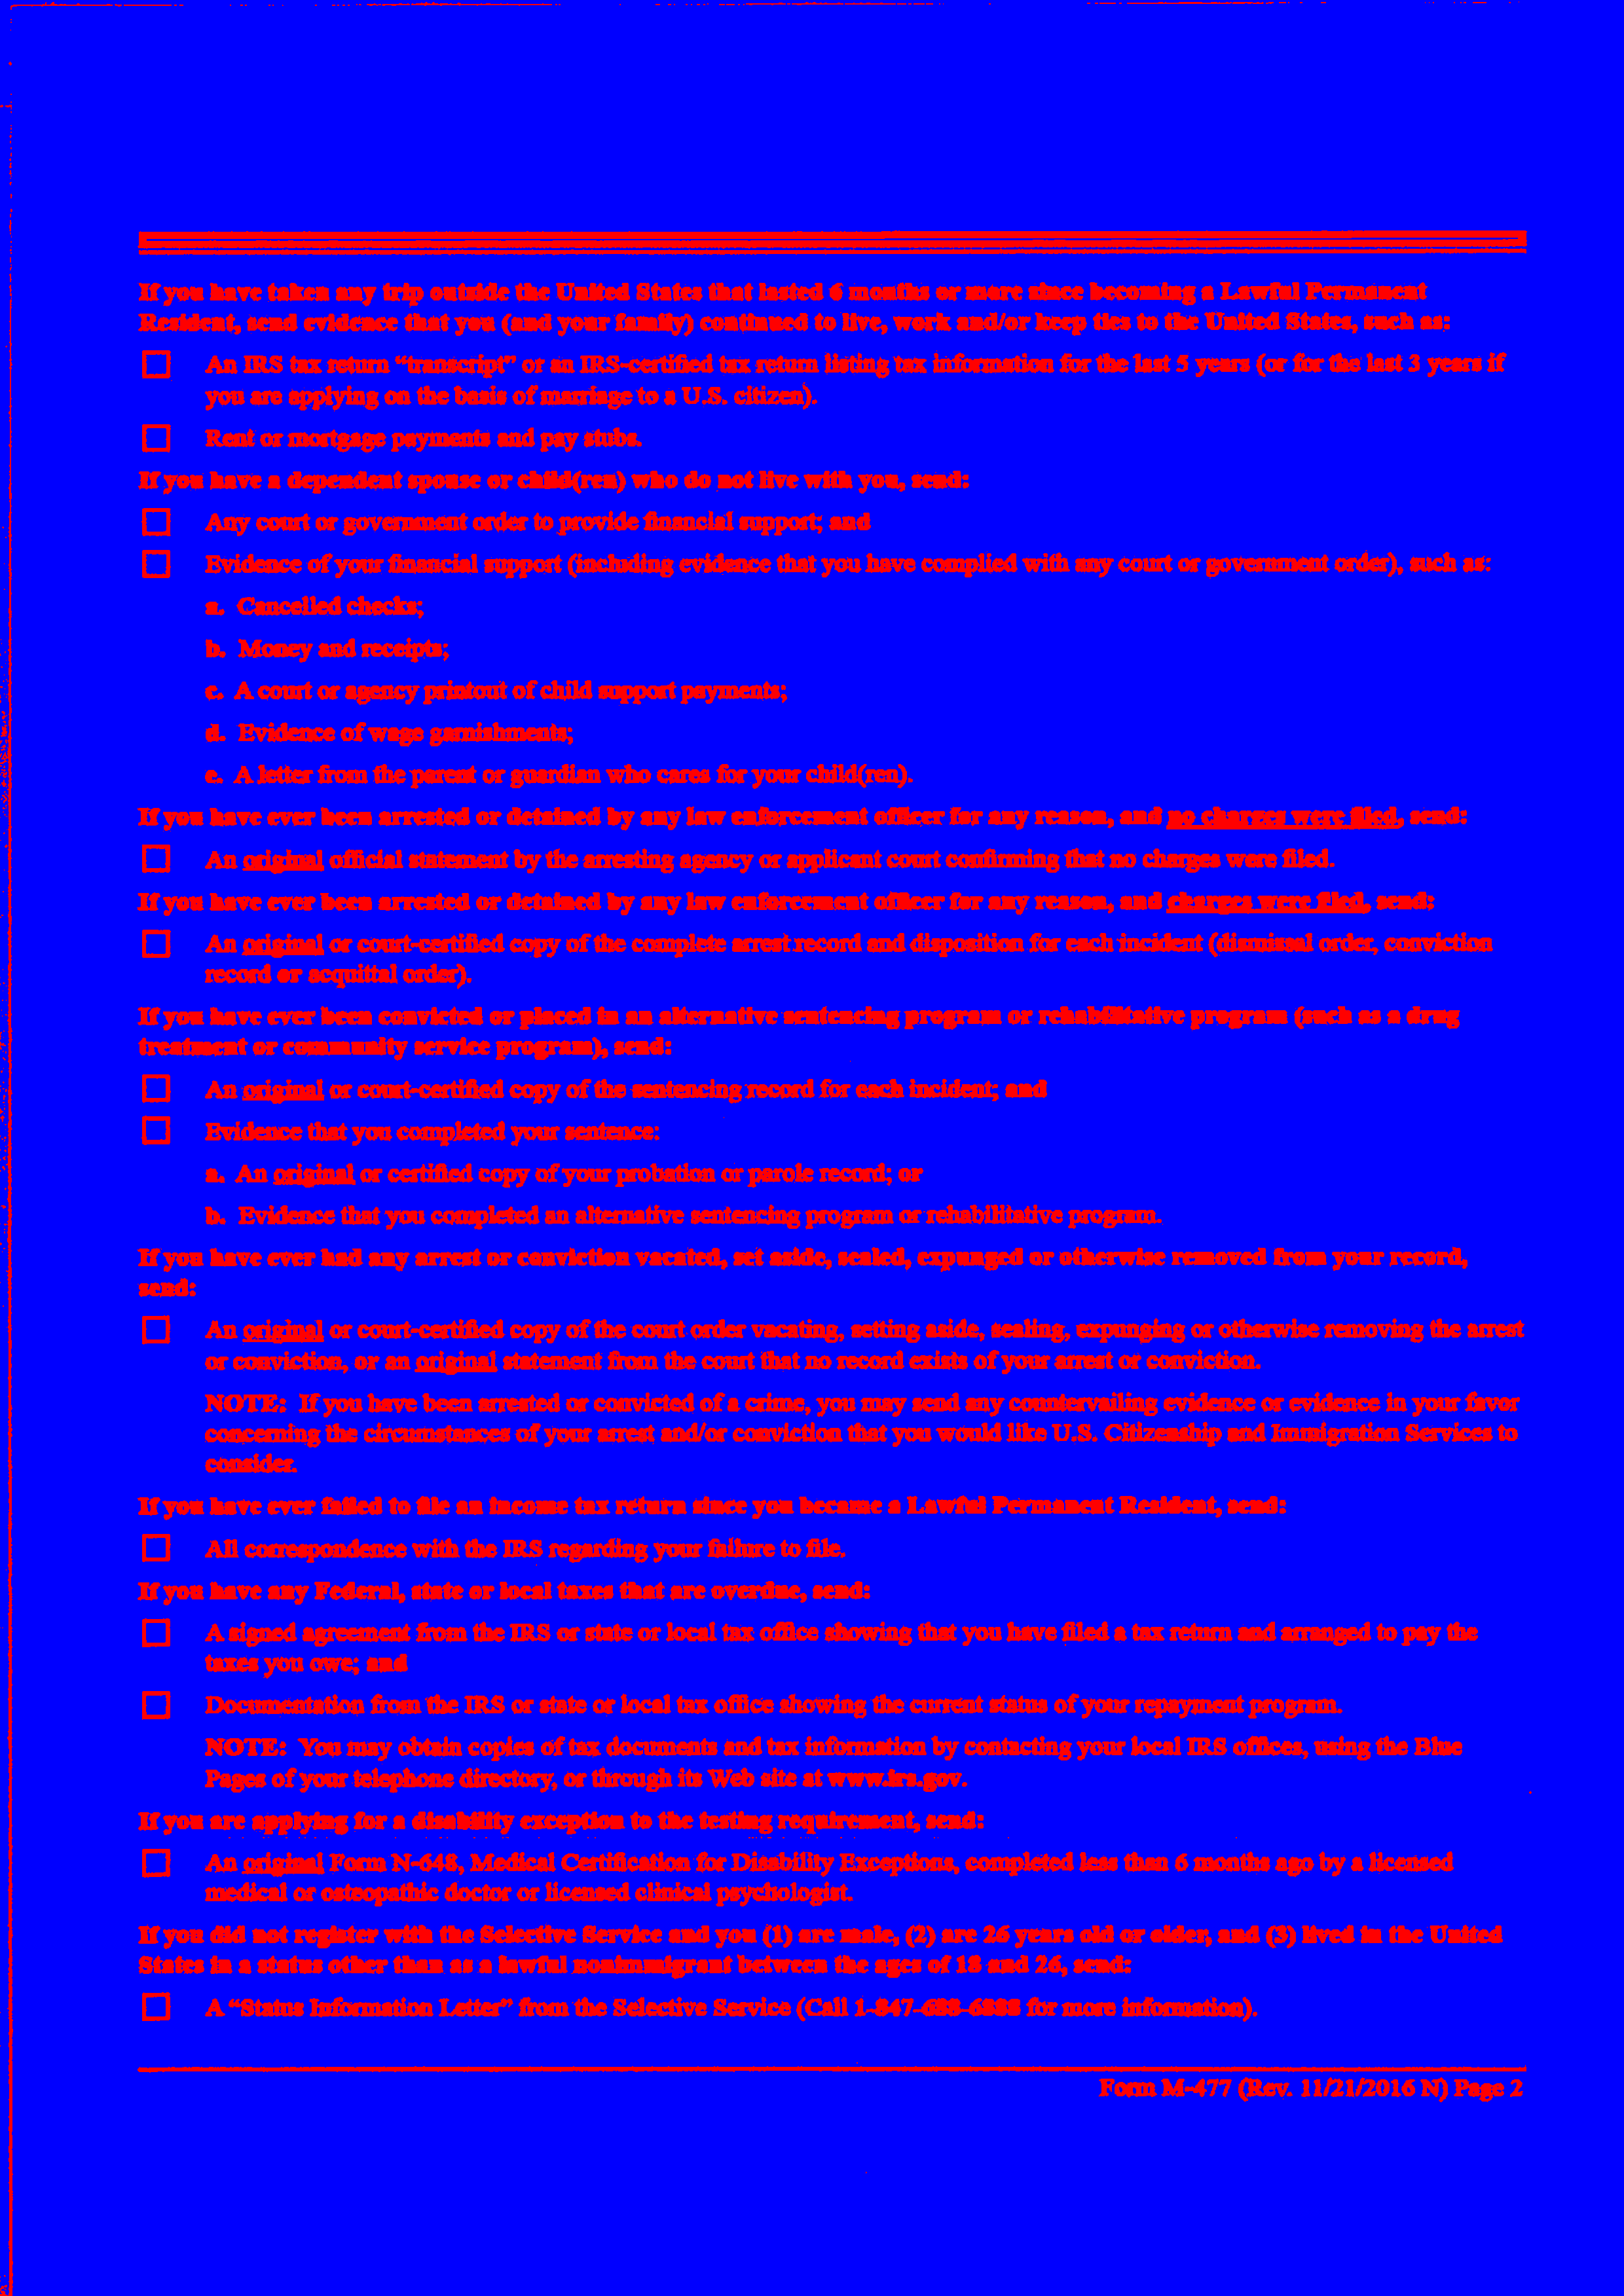 If you have taken any trip outside the United States that lasted 6 months or more since becoming a Lawful Permanent
Resident, send evidence that you (and your family) continued to live, work and/or keep ties to the United States, such as:
☐ An IRS tax return “transcript” or an IRS-certified tax return listing tax information for the last 5 years (or for the last 3 years if
you are applying on the basis of marriage to a U.S. citizen).
☐ Rent or mortgage payments and pay stubs.
If you have a dependent spouse or child(ren) who do not live with you, send:
☐ Any court or government order to provide financial support; and
☐ Evidence of your financial support (including evidence that you have complied with any court or government order), such as:
a. Cancelled checks;
b. Money and receipts;
c. A court or agency printout of child support payments;
d. Evidence of wage garnishments;
e. A letter from the parent or guardian who cares for your child(ren).
If you have ever been arrested or detained by any law enforcement officer for any reason, and no charges were filed, send:
☐ An original official statement by the arresting agency or applicant court confirming that no charges were filed.
If you have ever been arrested or detained by any law enforcement officer for any reason, and charges were filed, send:
☐ An original or court-certified copy of the complete arrest record and disposition for each incident (dismissal order, conviction
record or acquittal order).
If you have ever been convicted or placed in an alternative sentencing program or rehabilitative program (such as a drug
treatment or community service program), send:
☐ An original or court-certified copy of the sentencing record for each incident; and
☐ Evidence that you completed your sentence:
a. An original or certified copy of your probation or parole record; or
b. Evidence that you completed an alternative sentencing program or rehabilitative program.
If you have ever had any arrest or conviction vacated, set aside, sealed, expunged or otherwise removed from your record,
send:
☐ An original or court-certified copy of the court order vacating, setting aside, sealing, expunging or otherwise removing the arrest
or conviction, or an original statement from the court that no record exists of your arrest or conviction.
NOTE: If you have been arrested or convicted of a crime, you may send any countervailing evidence or evidence in your favor
concerning the circumstances of your arrest and/or conviction that you would like U.S. Citizenship and Immigration Services to
consider.
If you have ever failed to file an income tax return since you became a Lawful Permanent Resident, send:
☐ All correspondence with the IRS regarding your failure to file.
If you have any Federal, state or local taxes that are overdue, send:
☐ A signed agreement from the IRS or state or local tax office showing that you have filed a tax return and arranged to pay the
taxes you owe; and
☐ Documentation from the IRS or state or local tax office showing the current status of your repayment program.
NOTE: You may obtain copies of tax documents and tax information by contacting your local IRS offices, using the Blue
Pages of your telephone directory, or through its Web site at www.irs.gov.
If you are applying for a disability exception to the testing requirement, send:
☐ An original Form N-648, Medical Certification for Disability Exceptions, completed less than 6 months ago by a licensed
medical or osteopathic doctor or licensed clinical psychologist.
If you did not register with the Selective Service and you (1) are male, (2) are 26 years old or older, and (3) lived in the United
States in a status other than as a lawful nonimmigrant between the ages of 18 and 26, send:
☐ A “Status Information Letter” from the Selective Service (Call 1-847-688-6888 for more information).
Form M-477 (Rev. 11/21/2016 N) Page 2